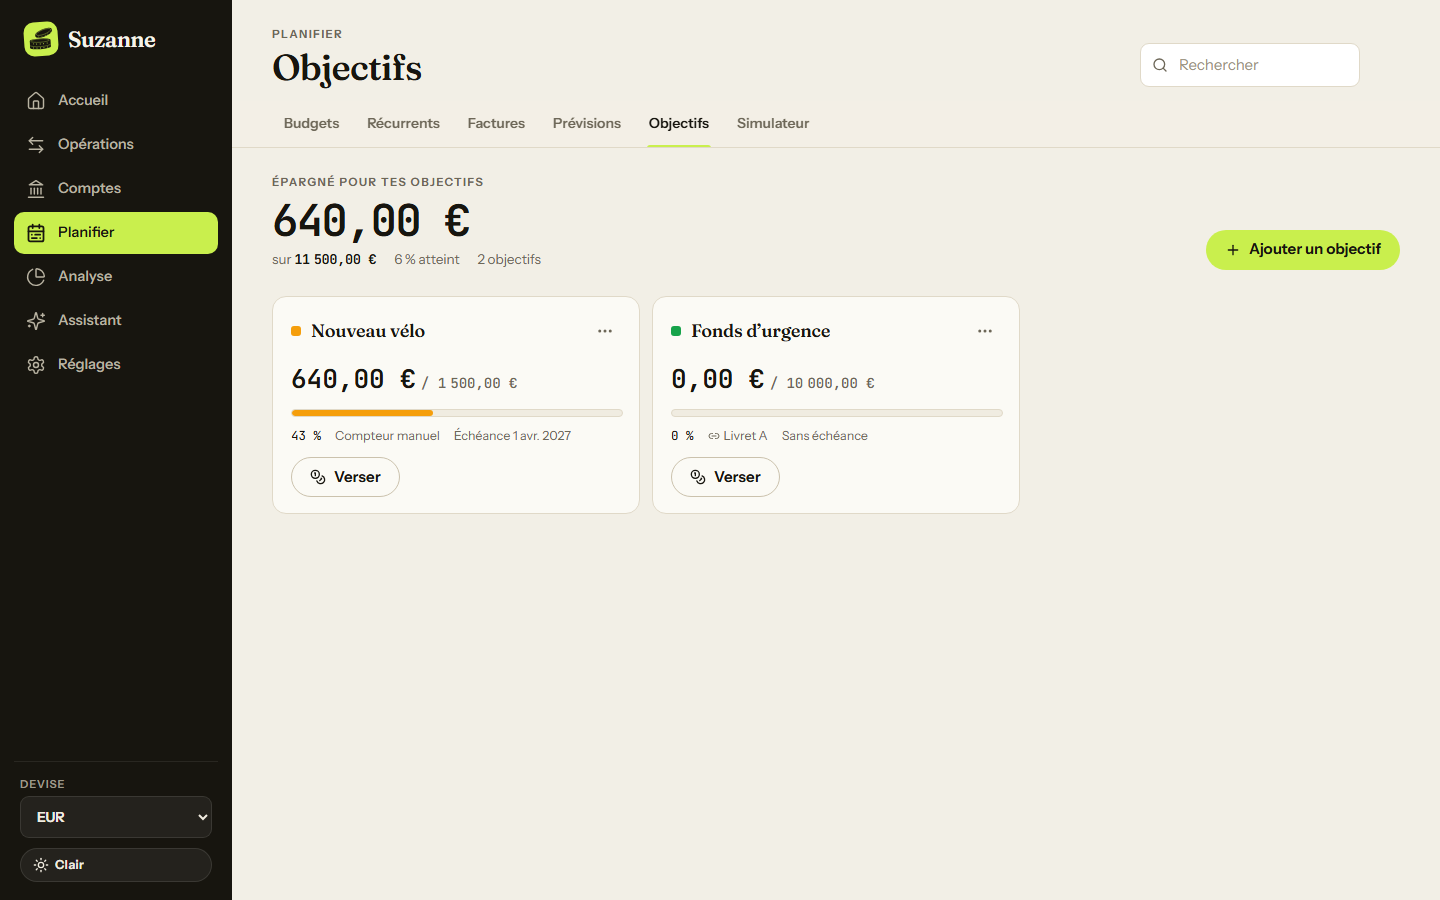 Suzanne
Accueil
Opérations
Comptes
Planifier
Analyse
Assistant
Réglages
DEVISE
EUR
Clair
PLANIFIER
Objectifs
Rechercher
Budgets Récurrents Factures Prévisions Objectifs Simulateur
ÉPARGNÉ POUR TES OBJECTIFS
640,00 €
sur 11 500,00 € 6 % atteint 2 objectifs
Ajouter un objectif
Nouveau vélo
640,00 € / 1 500,00 €
43 % Compteur manuel Échéance 1 avr. 2027
Verser
Fonds d’urgence
0,00 € / 10 000,00 €
0 % Livret A Sans échéance
Verser